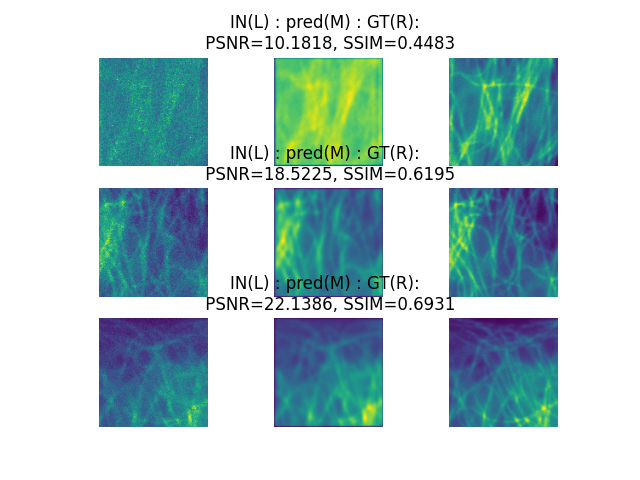 IN(L) : pred(M) : GT(R):
PSNR=10.1818, SSIM=0.4483
IN(L) : pred(M) : GT(R):
PSNR=18.5225, SSIM=0.6195
IN(L) : pred(M) : GT(R):
PSNR=22.1386, SSIM=0.6931